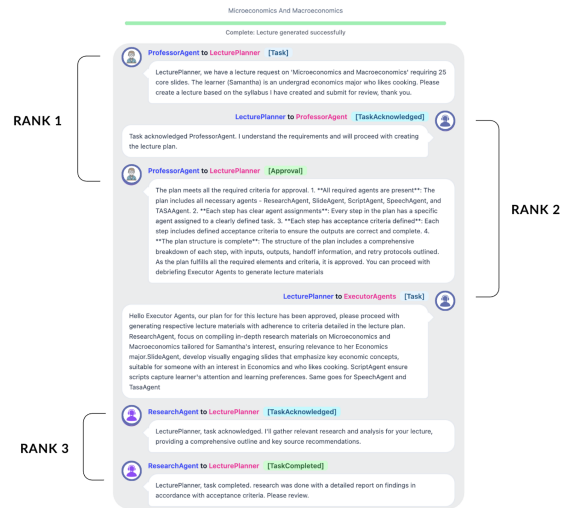 Microeconomics And Macroeconomics
Complete: Lecture generated successfully
ProfessorAgent to LecturePlanner [Task]
LecturePlanner, we have a lecture request on 'Microeconomics and Macroeconomics' requiring 25
core slides. The learner (Samantha) is an undergrad economics major who likes cooking. Please
create a lecture based on the syllabus I have created and submit for review, thank you.
RANK 1
LecturePlanner to ProfessorAgent [TaskAcknowledged]
Task acknowledged ProfessorAgent. I understand the requirements and will proceed with creating
the lecture plan.
ProfessorAgent to LecturePlanner [Approval]
The plan meets all the required criteria for approval. 1. **All required agents are present**: The
plan includes all necessary agents - ResearchAgent, SlideAgent, ScriptAgent, SpeechAgent, and
TASAAgent. 2. **Each step has clear agent assignments**: Every step in the plan has a specific
agent assigned to a clearly defined task. 3. **Each step has acceptance criteria defined**: Each
step includes defined acceptance criteria to ensure the outputs are correct and complete. 4.
**The plan structure is complete**: The structure of the plan includes a comprehensive
breakdown of each step, with inputs, outputs, handoff information, and retry protocols outlined.
As the plan fulfills all the required elements and criteria, it is approved. You can proceed with
debriefing Executor Agents to generate lecture materials
RANK 2
LecturePlanner to ExecutorAgents [Task]
Hello Executor Agents, our plan for for this lecture has been approved, please proceed with
generating respective lecture materials with adherence to criteria detailed in the lecture plan.
ResearchAgent, focus on compiling in-depth research materials on Microeconomics and
Macroeconomics tailored for Samantha's interest, ensuring relevance to her Economics
major.SlideAgent, develop visually engaging slides that emphasize key economic concepts,
suitable for someone with an interest in Economics and who likes cooking. ScriptAgent ensure
scripts capture learner's attention and learning preferences. Same goes for SpeechAgent and
TasaAgent
ResearchAgent to LecturePlanner [TaskAcknowledged]
LecturePlanner, task acknowledged. I'll gather relevant research and analysis for your lecture,
providing a comprehensive outline and key source recommendations.
RANK 3
ResearchAgent to LecturePlanner [TaskCompleted]
LecturePlanner, task completed. research was done with a detailed report on findings in
accordance with acceptance criteria. Please review.